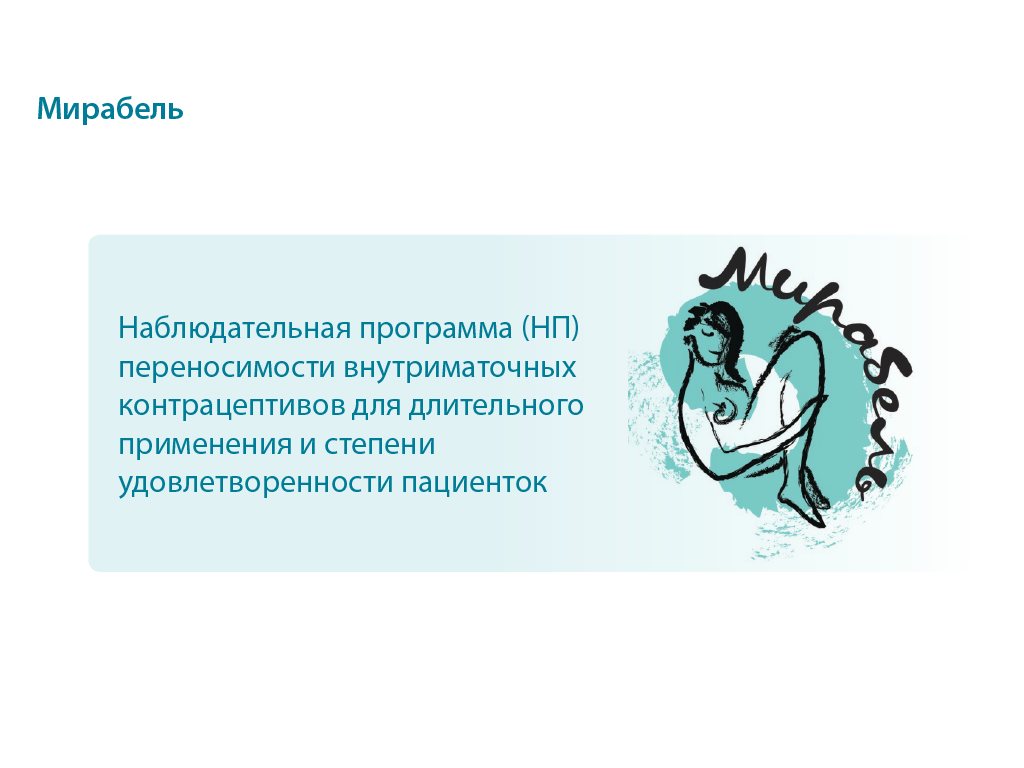 Мирабель
Наблюдательная программа (НП)
переносимости внутриматочных
контрацептивов для длительного
применения и степени
удовлетворенности пациенток
Мирабель